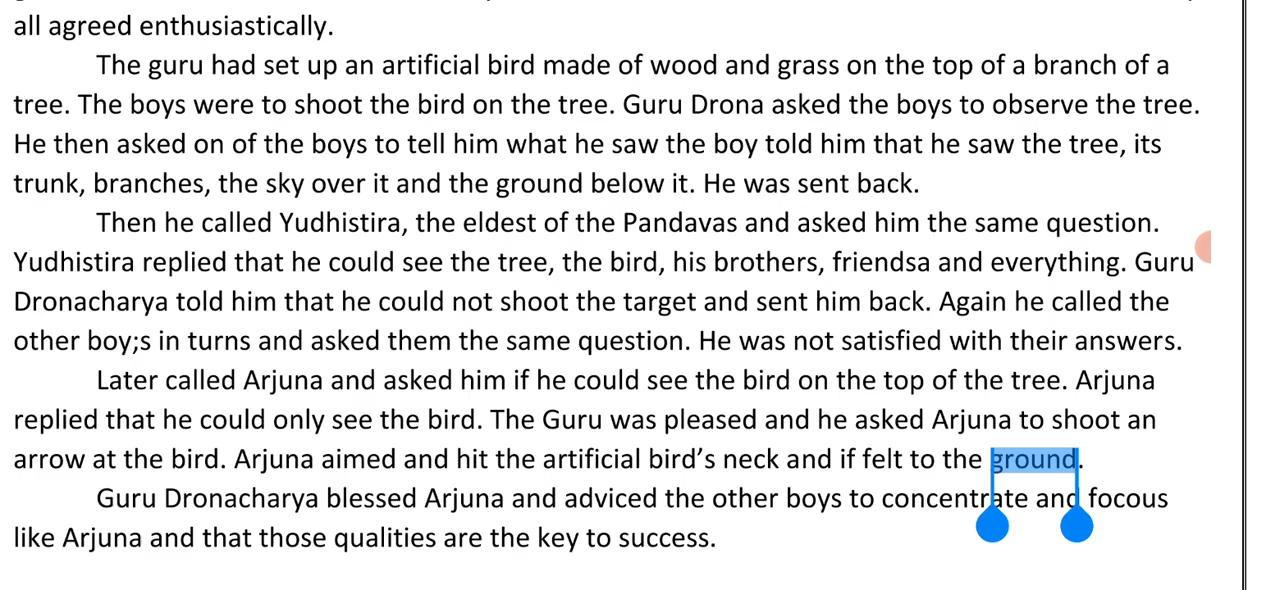 all agreed enthusiastically.
The guru had set up an artificial bird made of wood and grass on the top of a branch of a
tree. The boys were to shoot the bird on the tree. Guru Drona asked the boys to observe the tree.
He then asked on of the boys to tell him what he saw the boy told him that he saw the tree, its
trunk, branches, the sky over it and the ground below it. He was sent back.
Then he called Yudhistira, the eldest of the Pandavas and asked him the same question.
Yudhistira replied that he could see the tree, the bird, his brothers, friendsa and everything. Guru
Dronacharya told him that he could not shoot the target and sent him back. Again he called the
other boy;s in turns and asked them the same question. He was not satisfied with their answers.
Later called Arjuna and asked him if he could see the bird on the top of the tree. Arjuna
replied that he could only see the bird. The Guru was pleased and he asked Arjuna to shoot an
arrow at the bird. Arjuna aimed and hit the artificial bird’s neck and if felt to the ground.
Guru Dronacharya blessed Arjuna and adviced the other boys to concentrate and focous
like Arjuna and that those qualities are the key to success.